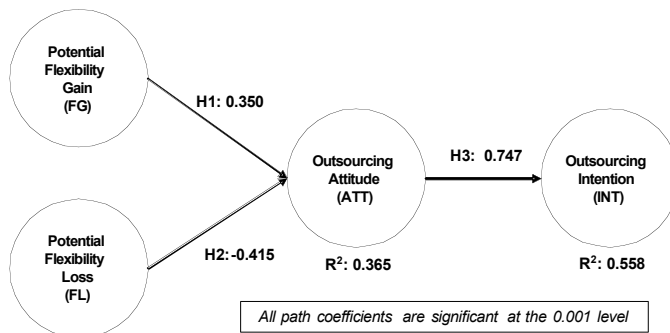 Potential
Flexibility
Gain
(FG)
H1: 0.350
Outsourcing
Attitude
(ATT)
H3: 0.747
Outsourcing
Intention
(INT)
Potential
Flexibility
Loss
(FL)
H2:-0.415
R²: 0.365
R²: 0.558
All path coefficients are significant at the 0.001 level